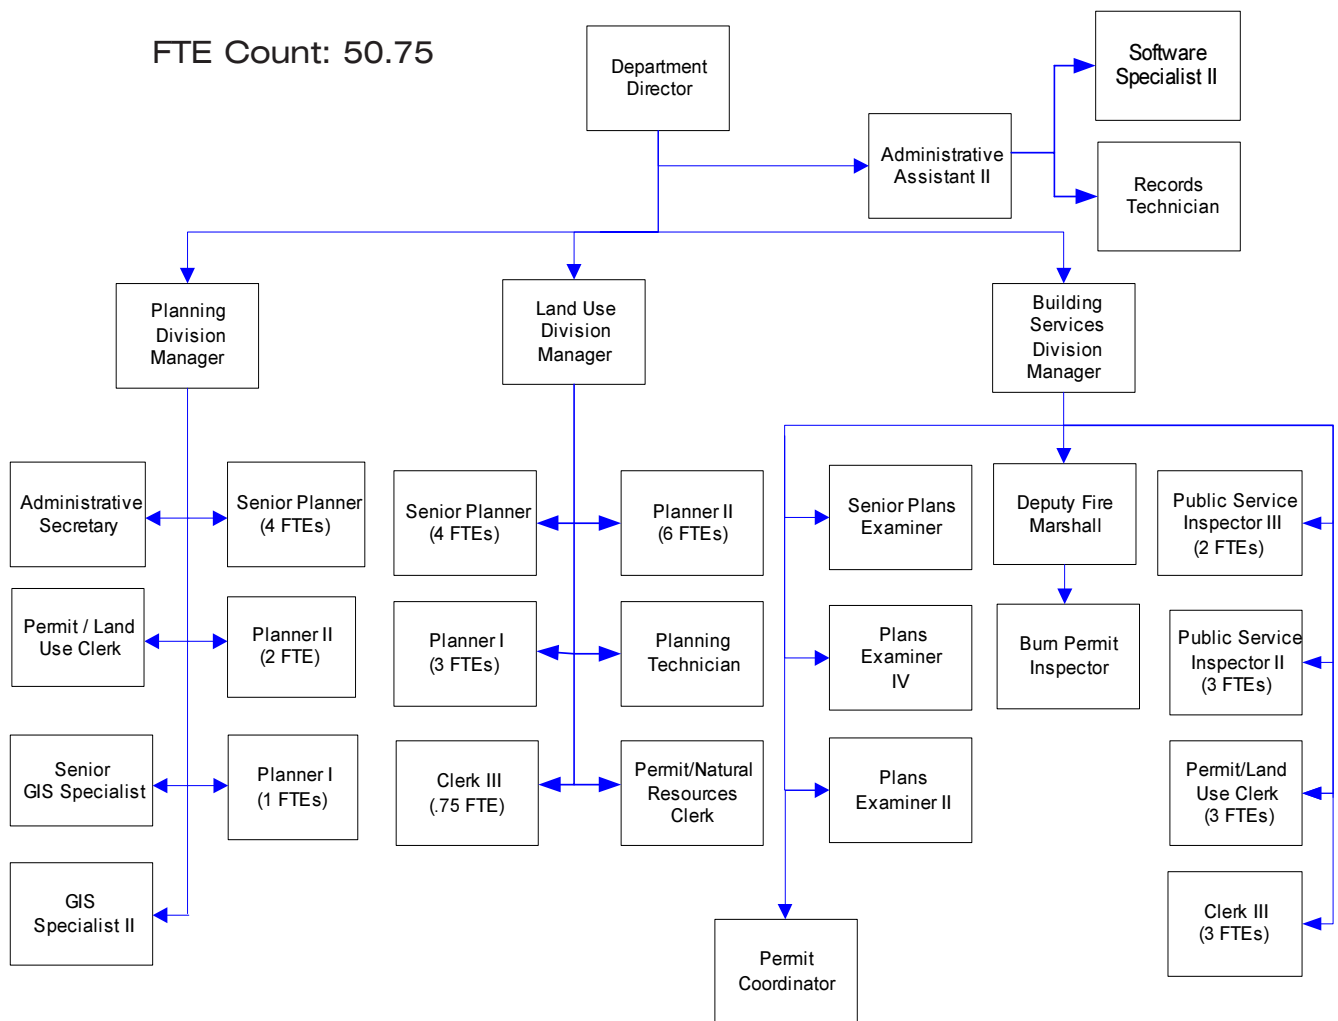 FTE Count: 50.75
Department
Director
Software
Specialist II
Administrative
Assistant II
Records
Technician
Planning
Division
Manager
Land Use
Division
Manager
Building
Services
Division
Manager
Administrative
Secretary
Senior Planner
(4 FTEs)
Permit / Land
Use Clerk
Planner II
(2 FTE)
Senior
GIS Specialist
Planner I
(1 FTEs)
GIS
Specialist II
Senior Planner
(4 FTEs)
Planner II
(6 FTEs)
Planner I
(3 FTEs)
Planning
Technician
Clerk III
(.75 FTE)
Permit/Natural
Resources
Clerk
Senior Plans
Examiner
Plans
Examiner
IV
Plans
Examiner II
Permit
Coordinator
Deputy Fire
Marshall
Burn Permit
Inspector
Public Service
Inspector III
(2 FTEs)
Public Service
Inspector II
(3 FTEs)
Permit/Land
Use Clerk
(3 FTEs)
Clerk III
(3 FTEs)